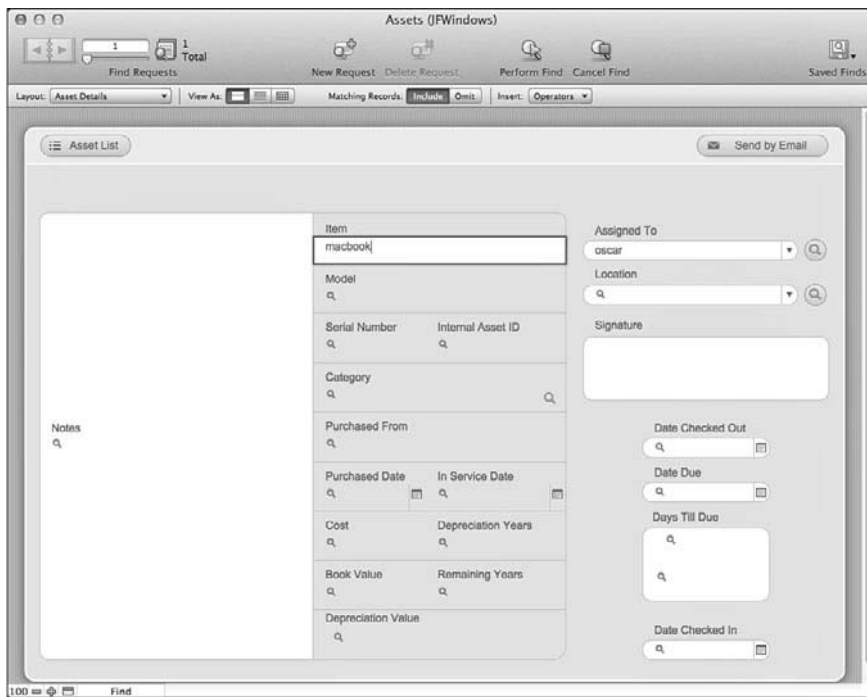 Assets (JFWindows)
1
1
Total
Find Requests
New Request
Delete Request
Perform Find
Cancel Find
Saved Finds
Layout: Asset Details
View As:
Matching Records: Include Omit
Insert: Operators
Asset List
Send by Email
Notes
Item
macbook
Model
Serial Number
Internal Asset ID
Category
Purchased From
Purchased Date
In Service Date
Cost
Depreciation Years
Book Value
Remaining Years
Depreciation Value
Assigned To
oscar
Location
Signature
Date Checked Out
Date Due
Days Till Due
Date Checked In
100
Find